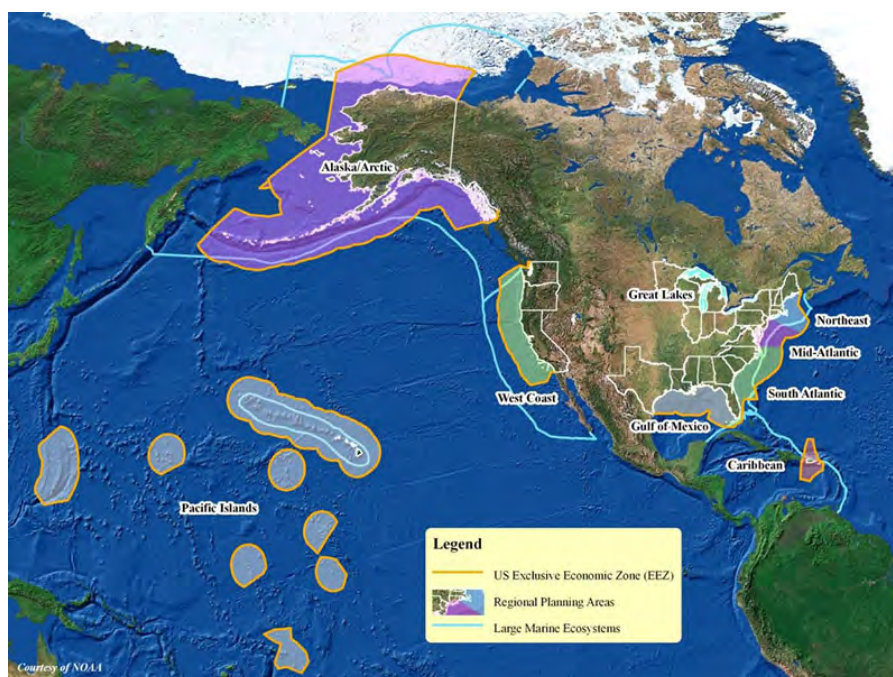 Alaska/Arctic
Great Lakes
Northeast
Mid-Atlantic
West Coast
South Atlantic
Gulf of Mexico
Caribbean
Pacific Islands
Legend
US Exclusive Economic Zone (EEZ)
Regional Planning Areas
Large Marine Ecosystems
Courtesy of NOAA